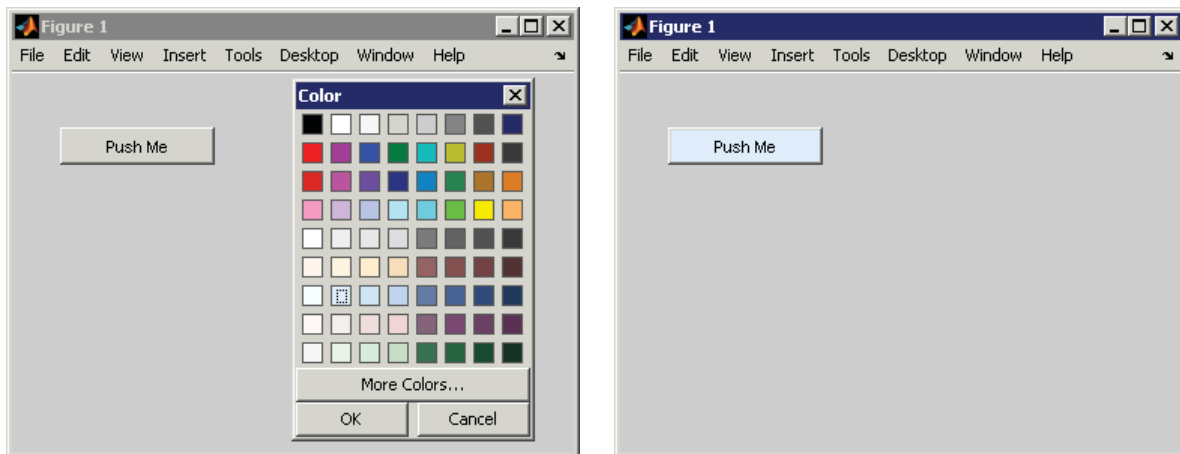 Figure 1
File Edit View Insert Tools Desktop Window Help
Color
Push Me
More Colors...
OK Cancel
Figure 1
File Edit View Insert Tools Desktop Window Help
Push Me